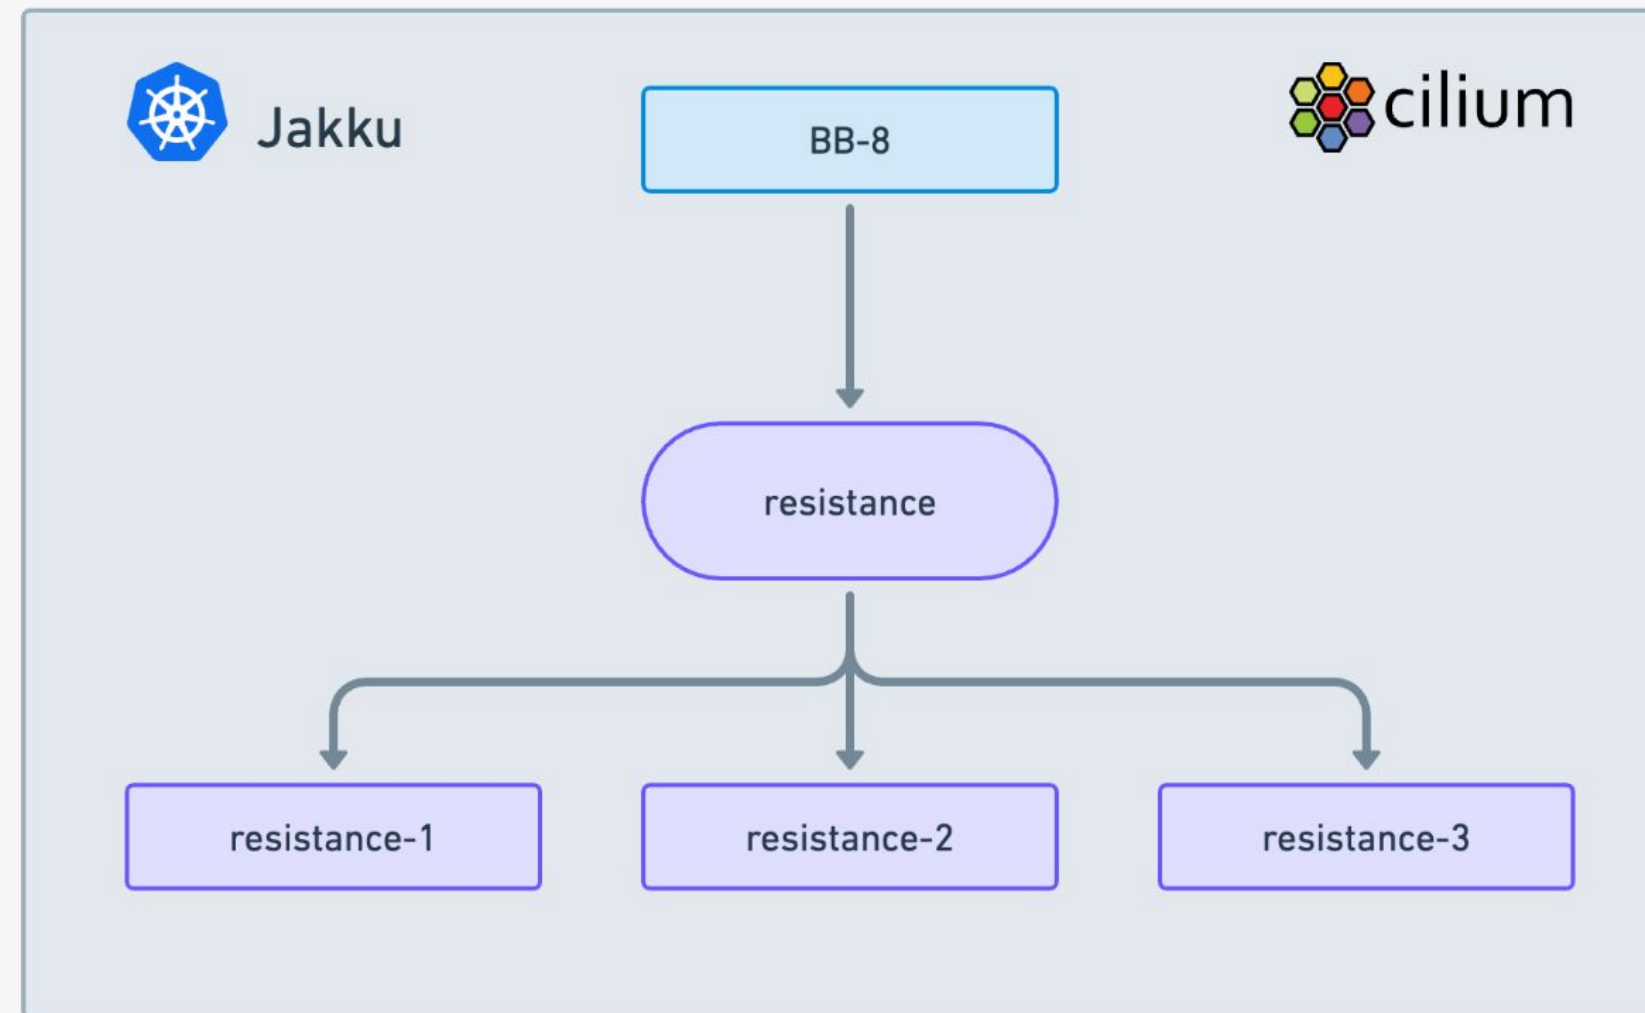 Jakku
BB-8
cilium
resistance
resistance-1
resistance-2
resistance-3